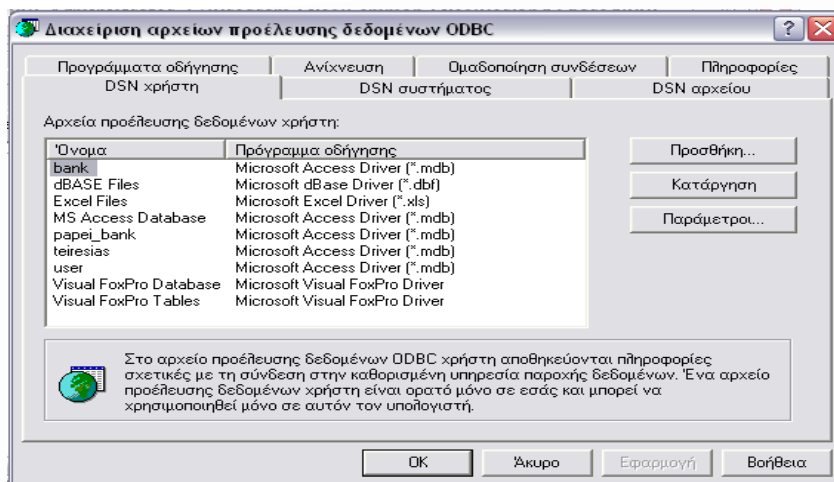 Διαχείριση αρχείων προέλευσης δεδομένων ODBC
Προγράμματα οδήγησης Ανίχνευση Ομαδοποίηση συνδέσεων Πληροφορίες
DSN χρήστη DSN συστήματος DSN αρχείου
Αρχεία προέλευσης δεδομένων χρήστη:
Όνομα Πρόγραμμα οδήγησης
bank Microsoft Access Driver (*.mdb)
dBASE Files Microsoft dBase Driver (*.dbf)
Excel Files Microsoft Excel Driver (*.xls)
MS Access Database Microsoft Access Driver (*.mdb)
papei_bank Microsoft Access Driver (*.mdb)
teiresias Microsoft Access Driver (*.mdb)
user Microsoft Access Driver (*.mdb)
Visual FoxPro Database Microsoft Visual FoxPro Driver
Visual FoxPro Tables Microsoft Visual FoxPro Driver
Προσθήκη...
Κατάργηση
Παράμετροι...
Στο αρχείο προέλευσης δεδομένων ODBC χρήστη αποθηκεύονται πληροφορίες
σχετικές με τη σύνδεση στην καθορισμένη υπηρεσία παροχής δεδομένων. Ένα αρχείο
προέλευσης δεδομένων χρήστη είναι ορατό μόνο σε εσάς και μπορεί να
χρησιμοποιηθεί μόνο σε αυτόν τον υπολογιστή.
OK Άκυρο Εφαρμογή Βοήθεια